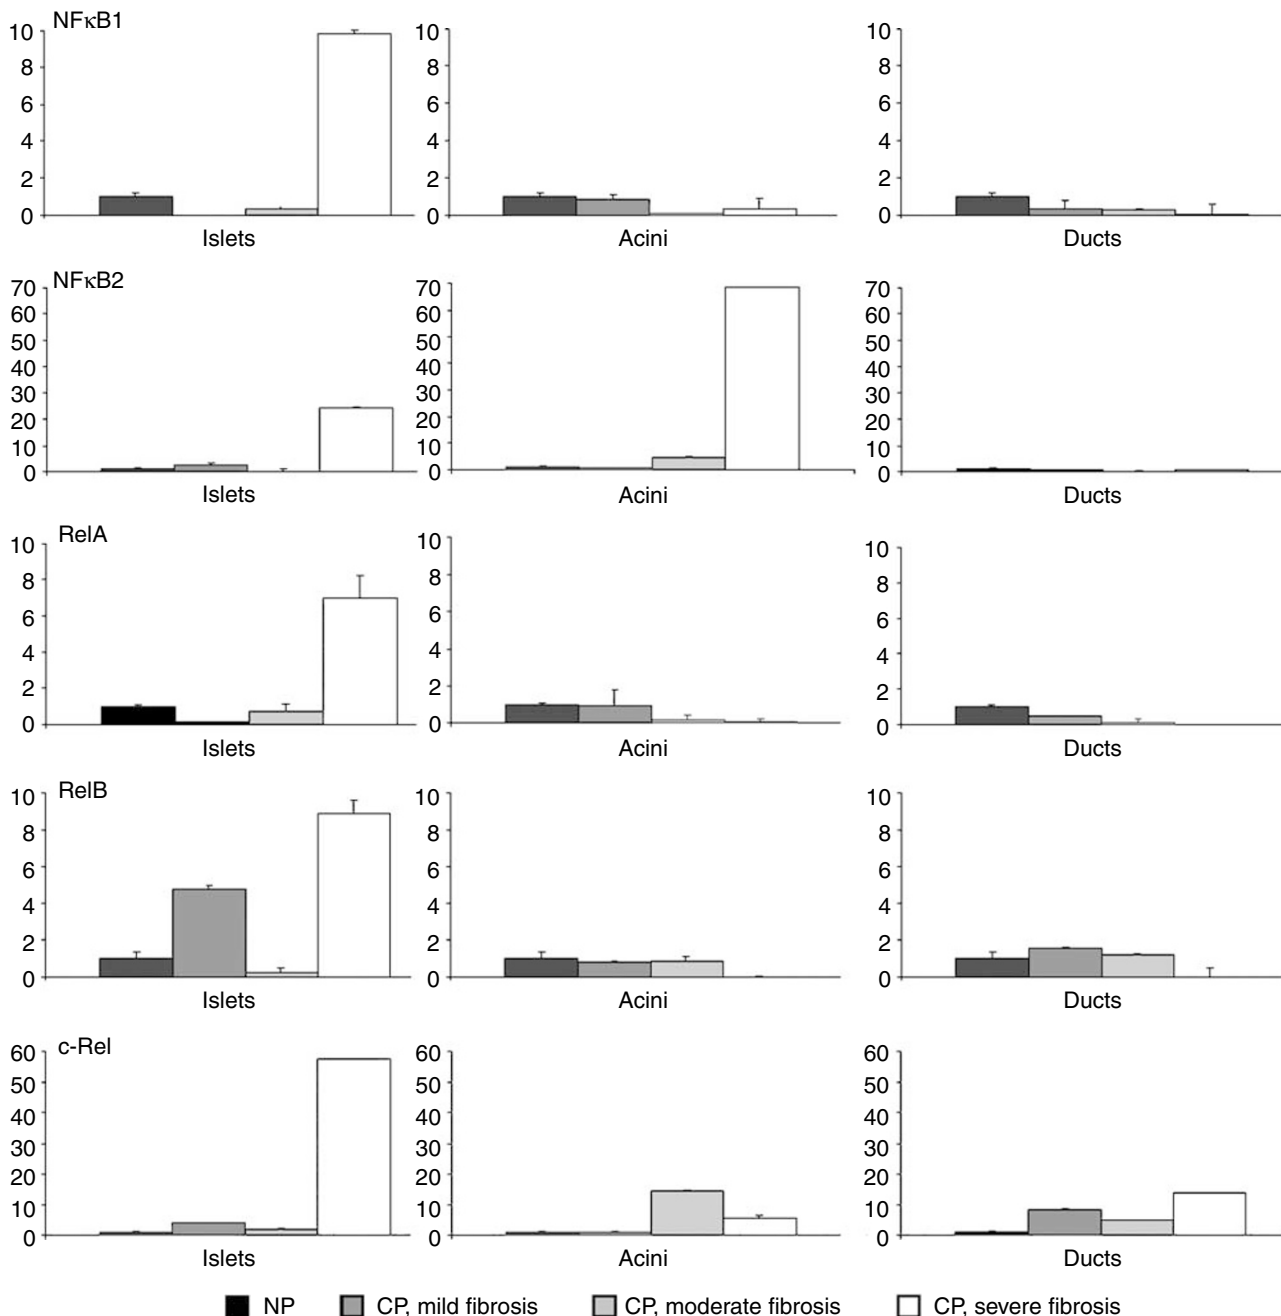 NFκB1
10 10 10
8 8 8
6 6 6
4 4 4
2 2 2
0 0 0
Islets Acini Ducts
NFκB2
70 70 70
60 60 60
50 50 50
40 40 40
30 30 30
20 20 20
10 10 10
0 0 0
Islets Acini Ducts
RelA
10 10 10
8 8 8
6 6 6
4 4 4
2 2 2
0 0 0
Islets Acini Ducts
RelB
10 10 10
8 8 8
6 6 6
4 4 4
2 2 2
0 0 0
Islets Acini Ducts
c-Rel
60 60 60
50 50 50
40 40 40
30 30 30
20 20 20
10 10 10
0 0 0
Islets Acini Ducts
NP CP, mild fibrosis CP, moderate fibrosis CP, severe fibrosis